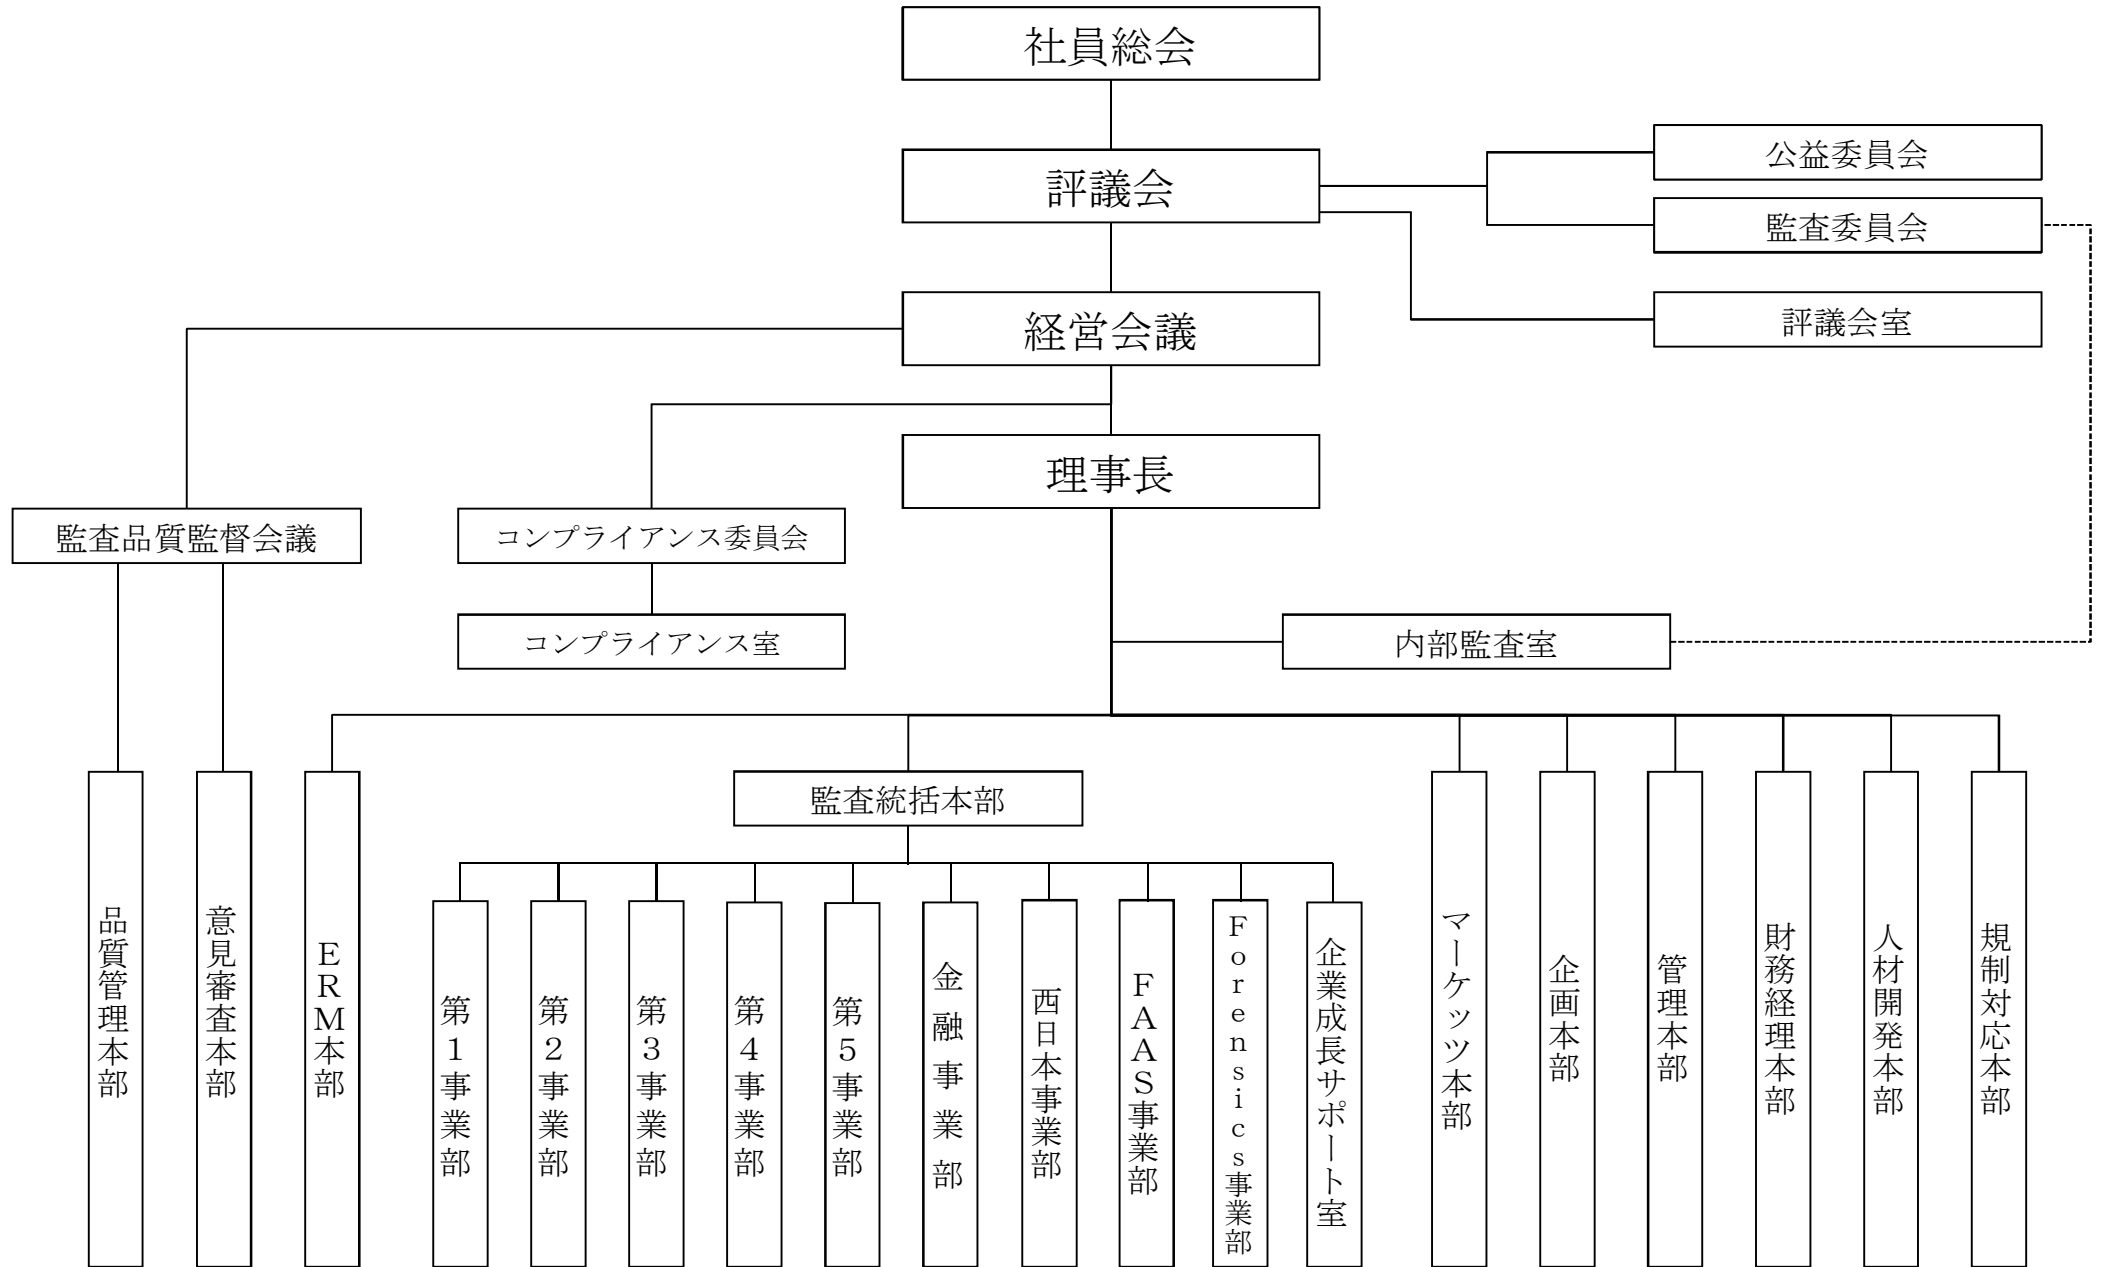 社員総会
公益委員会
評議会
監査委員会
経営会議
評議会室
理事長
監査品質監督会議
コンプライアンス委員会
コンプライアンス室
内部監査室
監査統括本部
品質管理本部
意見審査本部
ERM本部
第1事業部
第2事業部
第3事業部
第4事業部
第5事業部
金融事業部
西日本事業部
FAAS事業部
Forensics事業部
企業成長サポート室
マーケッツ本部
企画本部
管理本部
財務経理本部
人材開発本部
規制対応本部